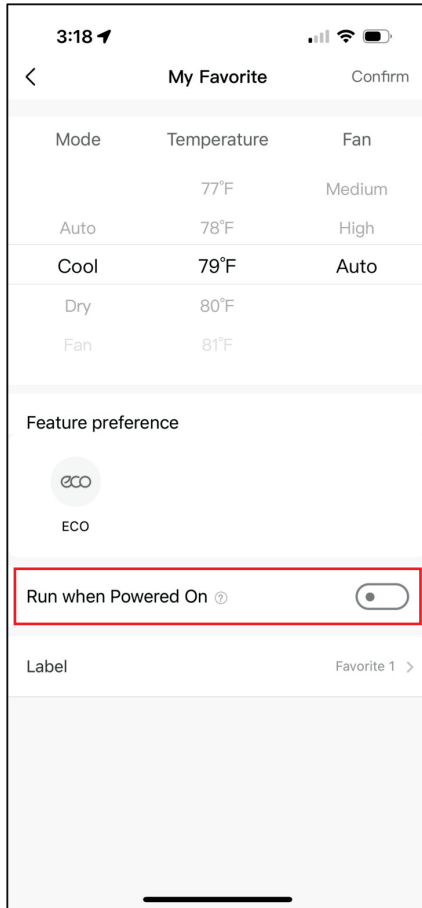 3:18
My Favorite Confirm
Mode Temperature Fan
77°F Medium
Auto 78°F High
Cool 79°F Auto
Dry 80°F
Fan 81°F
Feature preference
eco
ECO
Run when Powered On ?
Label Favorite 1 >